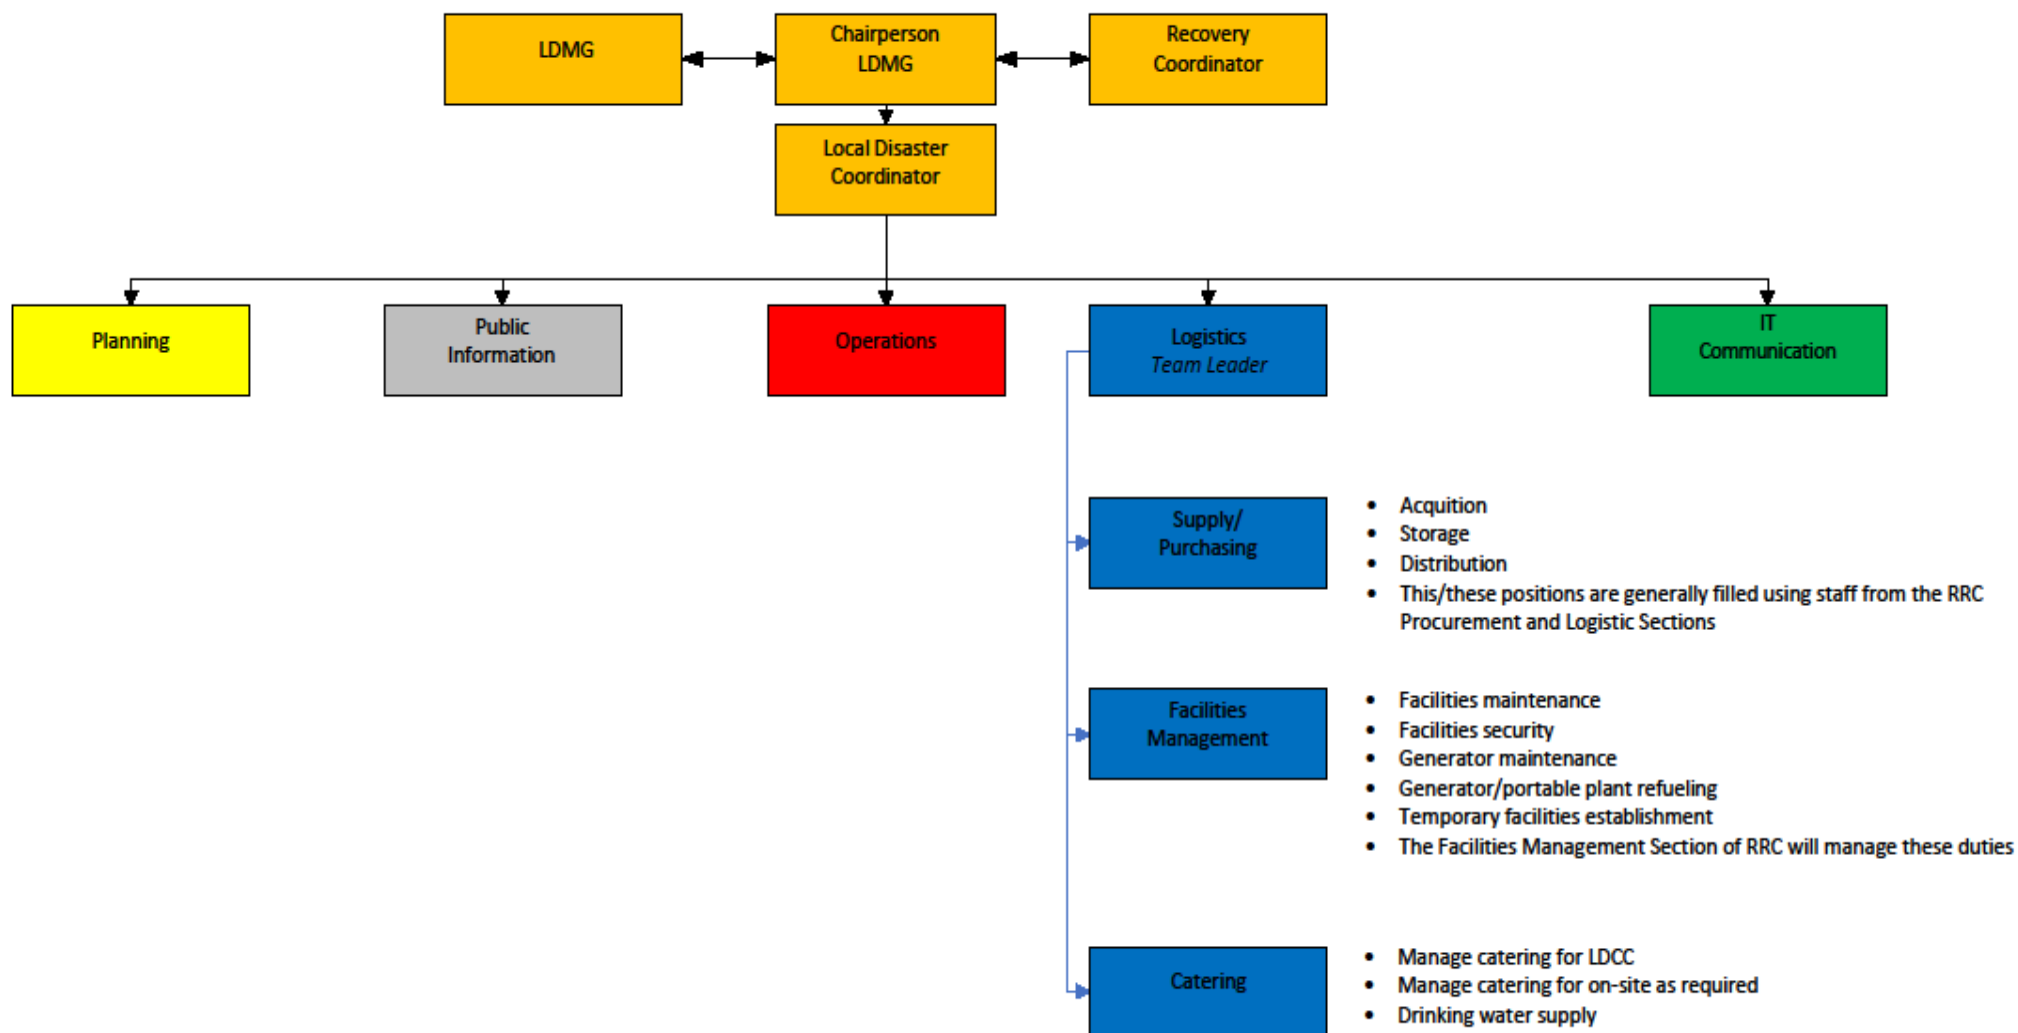 LDMG
Chairperson
LDMG
Recovery
Coordinator
Local Disaster
Coordinator
Planning
Public
Information
Operations
Logistics
Team Leader
IT
Communication
Supply/
Purchasing
• Acquition
• Storage
• Distribution
• This/these positions are generally filled using staff from the RRC
Procurement and Logistic Sections
Facilities
Management
• Facilities maintenance
• Facilities security
• Generator maintenance
• Generator/portable plant refueling
• Temporary facilities establishment
• The Facilities Management Section of RRC will manage these duties
Catering
• Manage catering for LDCC
• Manage catering for on-site as required
• Drinking water supply